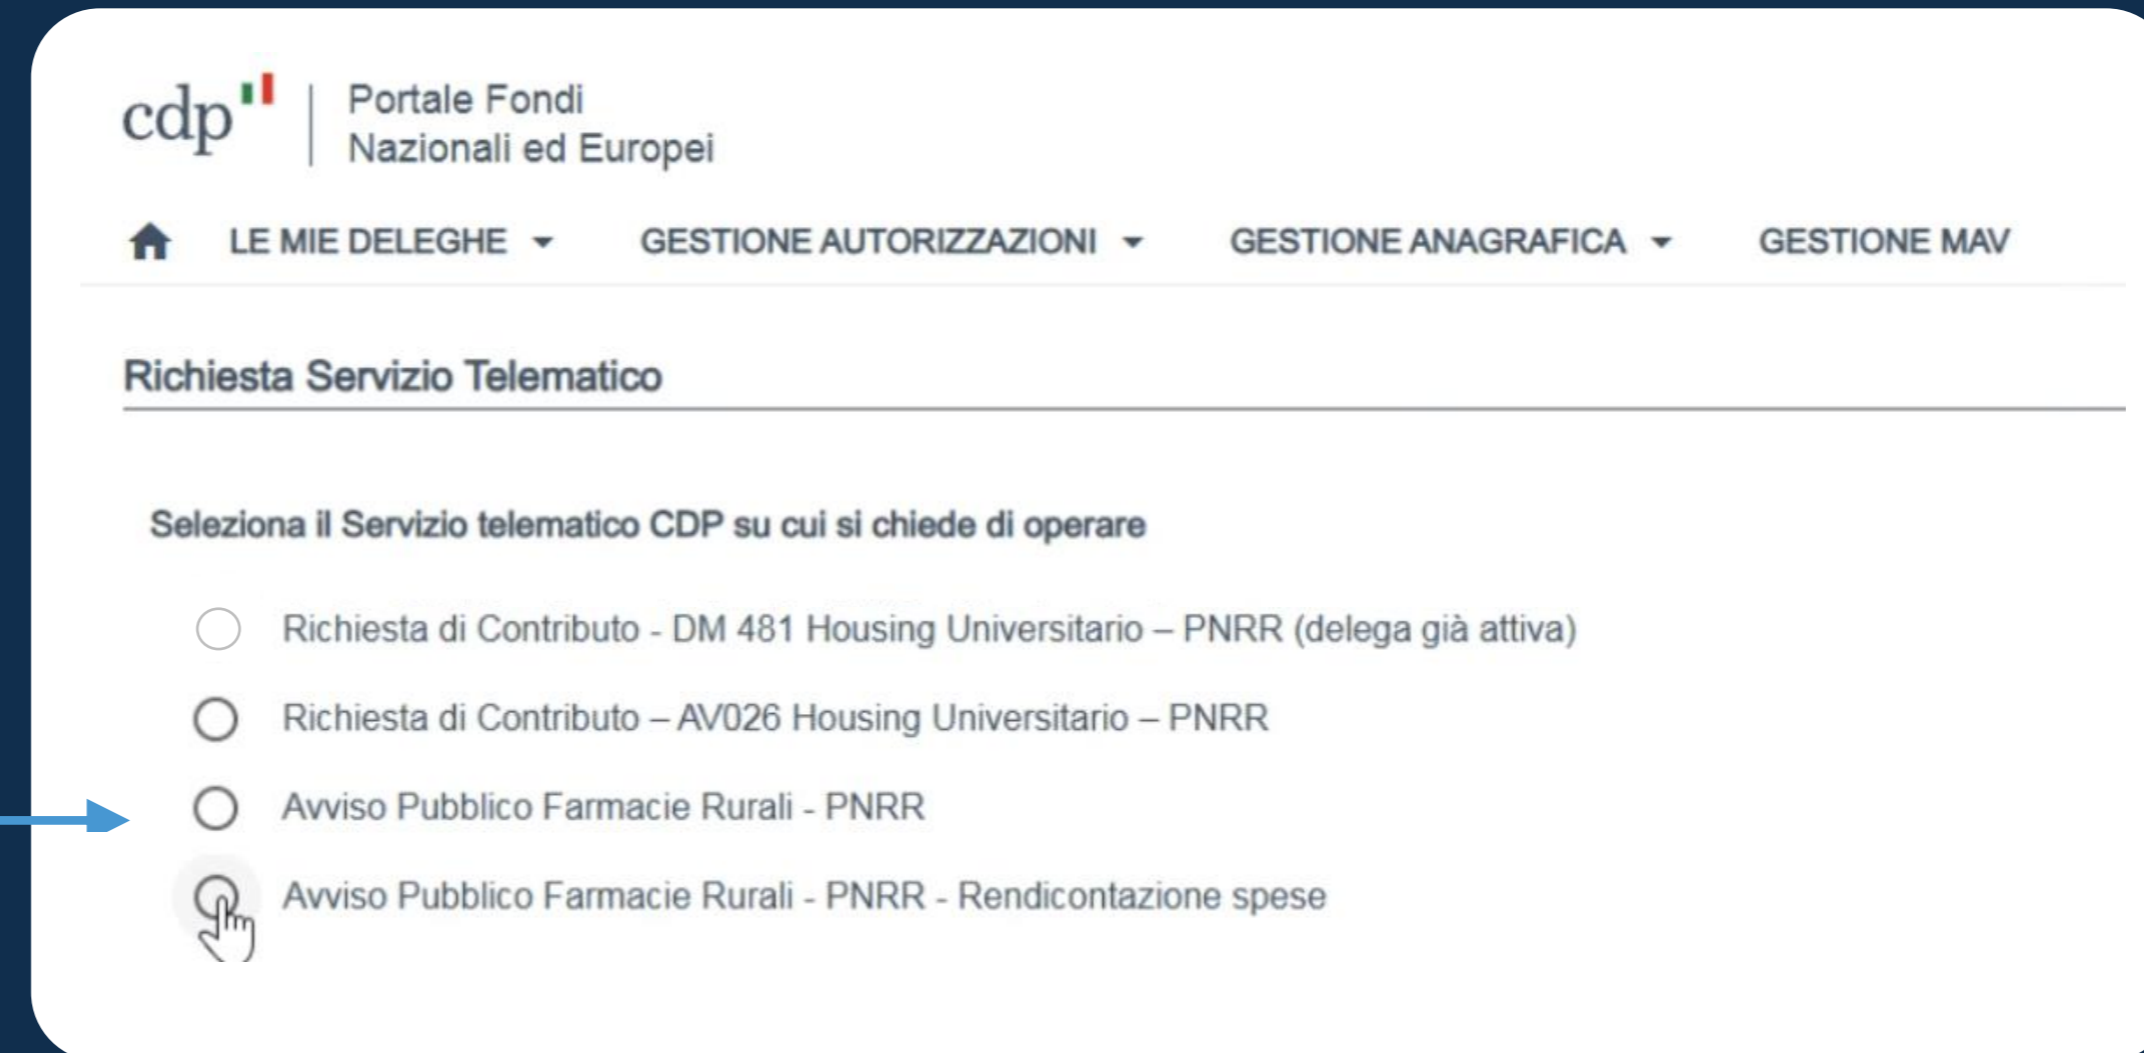 cdp
Portale Fondi
Nazionali ed Europei
LE MIE DELEGHE GESTIONE AUTORIZZAZIONI GESTIONE ANAGRAFICA GESTIONE MAV
Richiesta Servizio Telematico
Seleziona il Servizio telematico CDP su cui si chiede di operare
Richiesta di Contributo - DM 481 Housing Universitario – PNRR (delega già attiva)
Richiesta di Contributo – AV026 Housing Universitario – PNRR
Avviso Pubblico Farmacie Rurali - PNRR
Avviso Pubblico Farmacie Rurali - PNRR - Rendicontazione spese